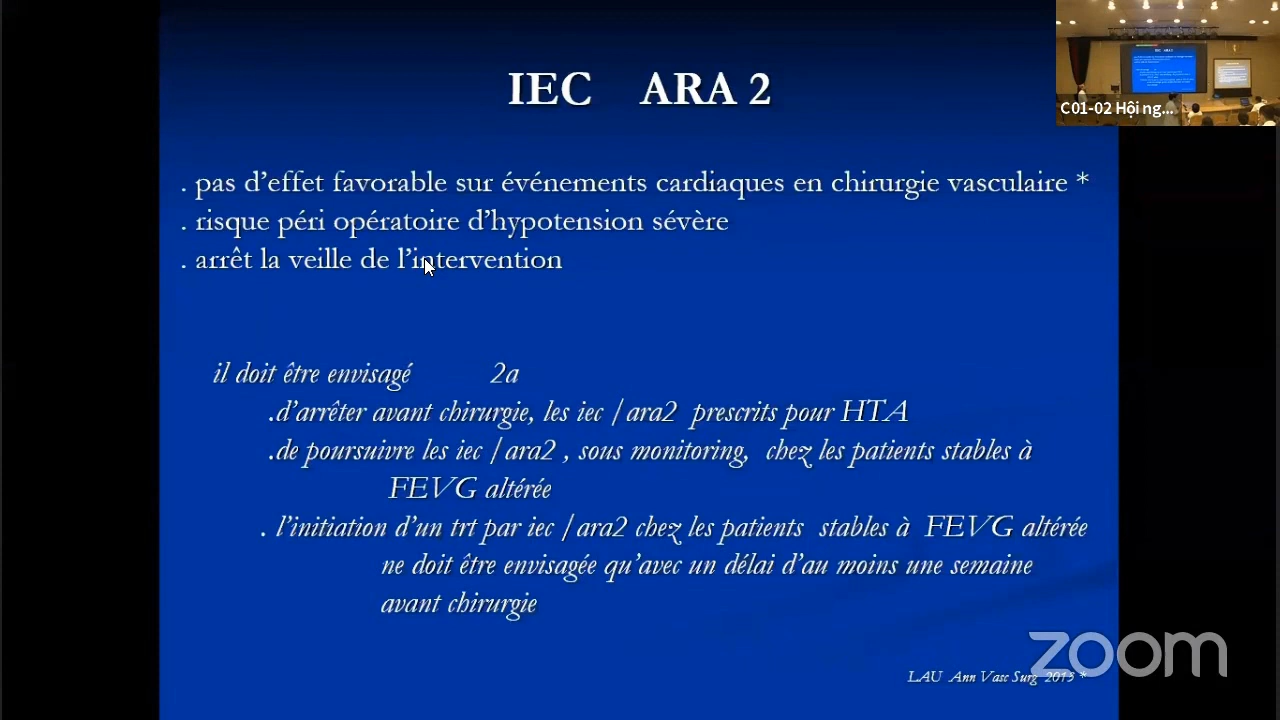 IEC ARA 2
C01-02 Hội ng...
. pas d'effet favorable sur événements cardiaques en chirurgie vasculaire *
. risque péri opératoire d'hypotension sévère
. arrêt la veille de l'intervention
il doit être envisagé 2a
.d'arrêter avant chirurgie, les iec /ara2 prescrits pour HTA
.de poursuivre les iec /ara2 , sous monitoring, chez les patients stables à
FEVG altérée
. l'initiation d'un trt par iec /ara2 chez les patients stables à FEVG altérée
ne doit être envisagée qu'avec un délai d'au moins une semaine
avant chirurgie
zoom
LAU Ann Vasc Surg 2013 *